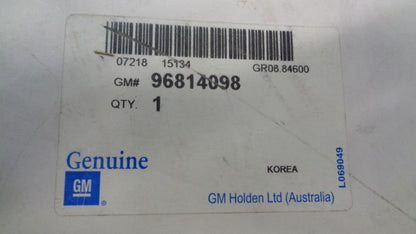 07218 15134 GR08.84600
GM# 96814098
QTY. 1
Genuine
GM
®
KOREA
GM Holden Ltd (Australia)
L069049